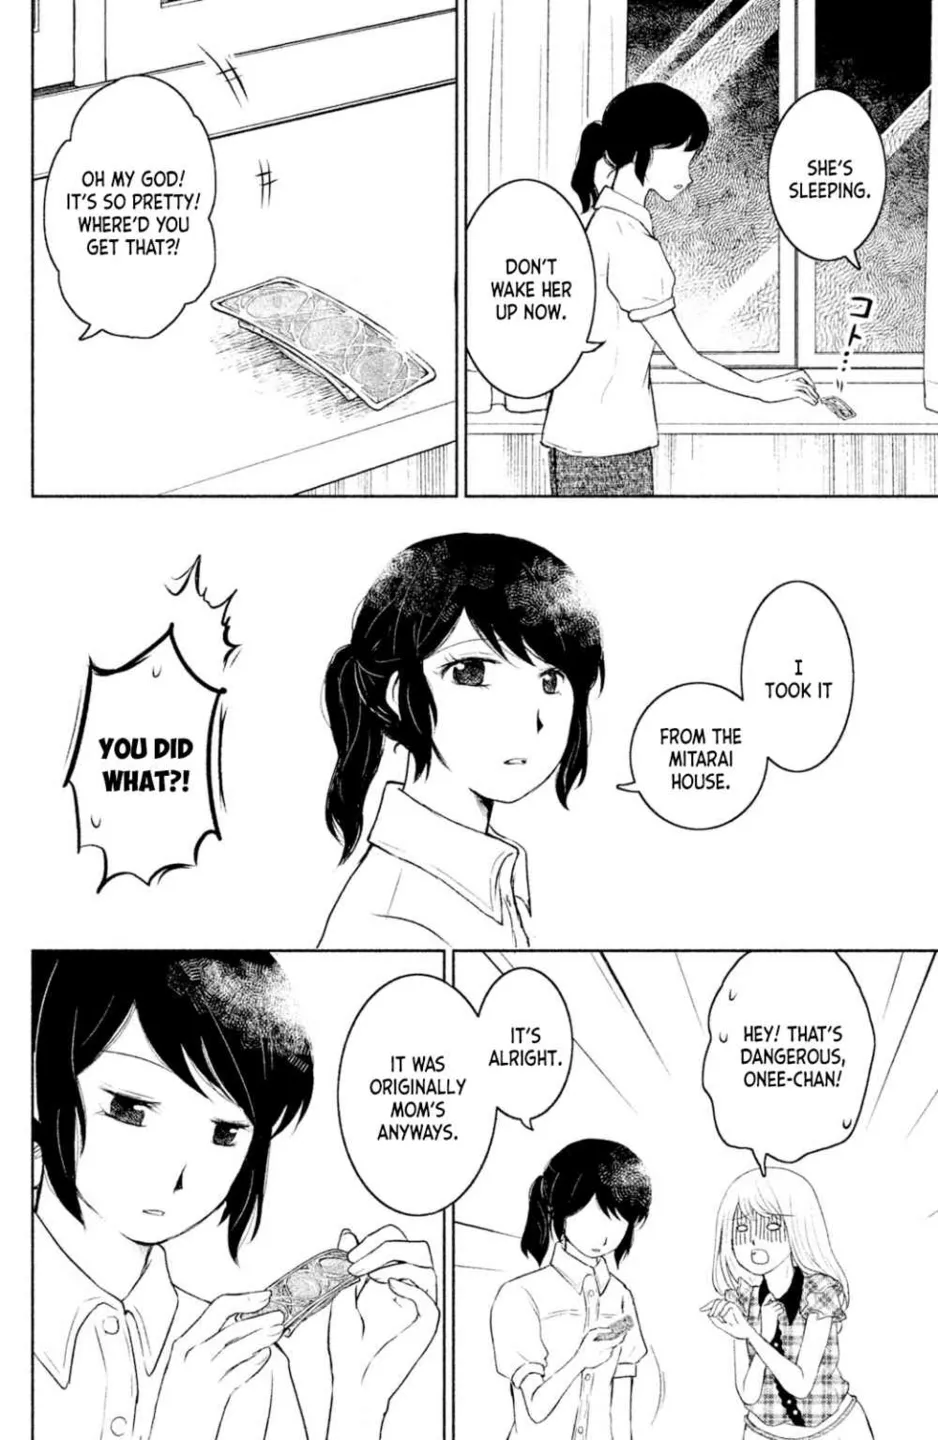 SHE'S
SLEEPING.
コト…
DON'T
WAKE HER
UP NOW.
OH MY GOD!
IT'S SO PRETTY!
WHERE'D YOU
GET THAT?!
I
TOOK IT
FROM THE
MITARAI
HOUSE.
YOU DID
WHAT?!
HEY! THAT'S
DANGEROUS,
ONEE-CHAN!
IT'S
ALRIGHT.
IT WAS
ORIGINALLY
MOM'S
ANYWAYS.